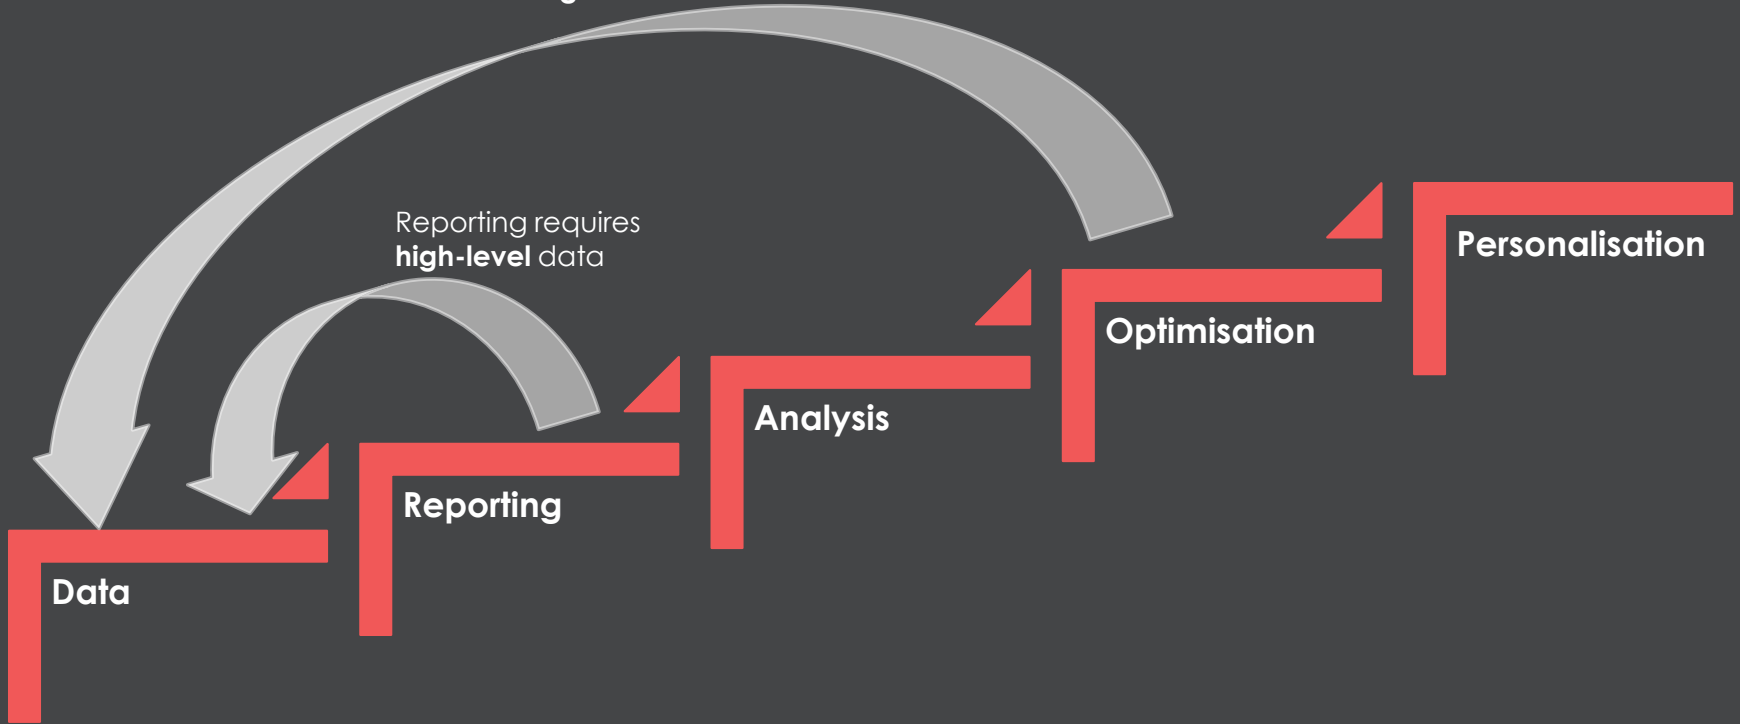 Reporting requires
high-level data
Personalisation
Optimisation
Analysis
Reporting
Data